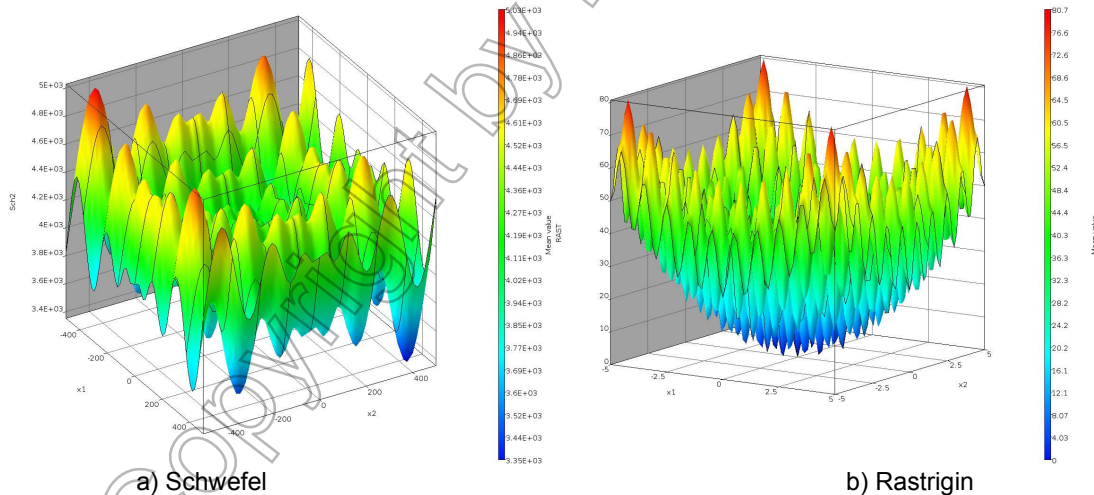 5.03E+03
4.94E+03
4.86E+03
4.78E+03
4.69E+03
4.61E+03
4.52E+03
4.44E+03
4.36E+03
4.27E+03
4.19E+03
4.11E+03
4.02E+03
3.94E+03
3.85E+03
3.77E+03
3.69E+03
3.6E+03
3.52E+03
3.44E+03
3.35E+03
Mean value
-400
-200
0
200
400
5E+03
4.8E+03
4.6E+03
4.4E+03
4.2E+03
4E+03
3.8E+03
3.6E+03
3.4E+03
Sch2
-400
-200
0
200
400
x1
-400
-200
0
200
400
x2
a) Schwefel
80.7
76.6
72.6
68.6
64.5
60.5
56.5
52.4
48.4
44.4
40.3
36.3
32.3
28.2
24.2
20.2
16.1
12.1
8.07
4.03
0
Mean value
RAST
80
70
60
50
40
30
20
10
0
-5
-2.5
0
2.5
5
x1
-5
-2.5
0
2.5
5
x2
b) Rastrigin
Copyright by